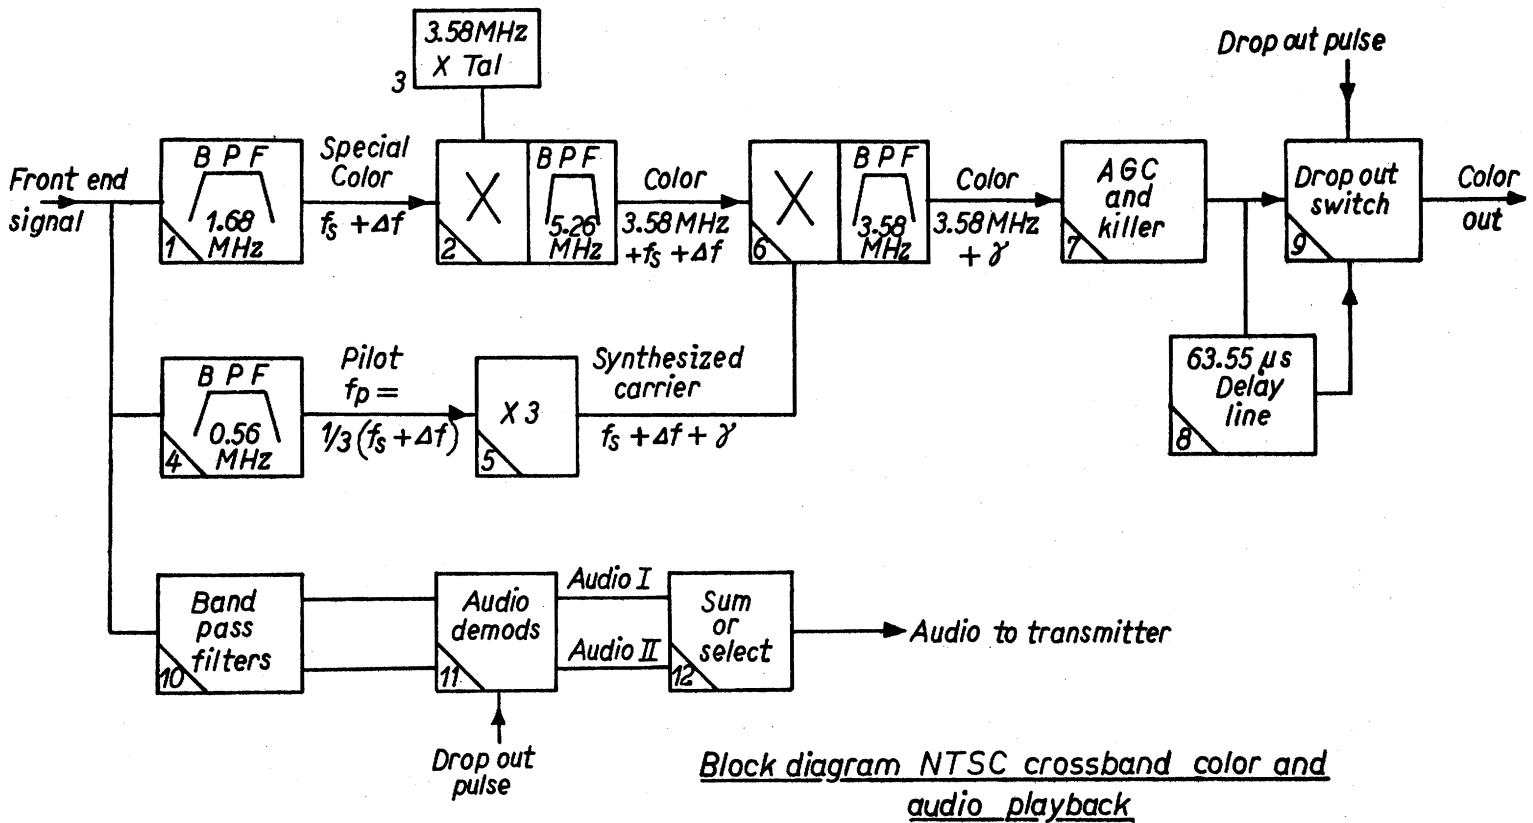 3.58MHz
X Tal
3
Drop out pulse
Front end
signal
B P F
1.68
MHz
1
Special
Color
fs + Δf
X
2
B P F
5.26
MHz
Color
3.58MHz
+fs + Δf
X
6
B P F
3.58
MHz
Color
3.58MHz
+ γ
AGC
and
killer
7
Drop out
switch
9
Color
out
63.55 µs
Delay
line
8
B P F
0.56
MHz
4
Pilot
fp =
1/3 (fs + Δf)
X 3
5
Synthesized
carrier
fs + Δf + γ
Band
pass
filters
10
Audio
demods
11
Audio I
Audio II
Sum
or
select
12
Audio to transmitter
Drop out
pulse
Block diagram NTSC crossband color and
audio playback